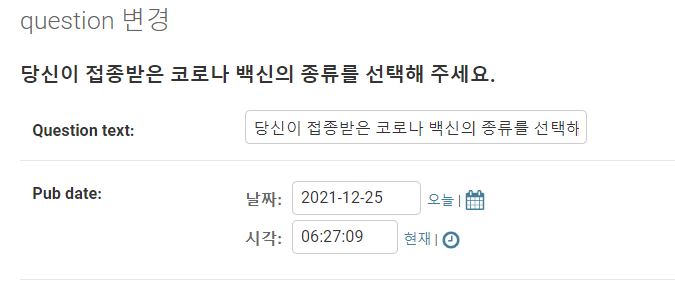 question 변경
당신이 접종받은 코로나 백신의 종류를 선택해 주세요.
Question text: 당신이 접종받은 코로나 백신의 종류를 선택해
Pub date: 날짜: 2021-12-25 오늘 |
시각: 06:27:09 현재 |